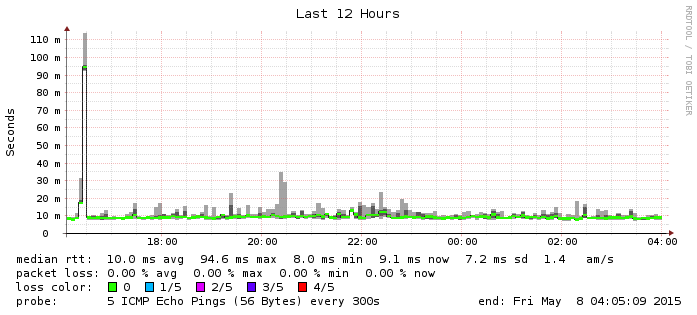 Last 12 Hours
RRDTOOL / TOBI OETIKER
Seconds
110 m
100 m
90 m
80 m
70 m
60 m
50 m
40 m
30 m
20 m
10 m
0
18:00 20:00 22:00 00:00 02:00 04:00
median rtt: 10.0 ms avg 94.6 ms max 8.0 ms min 9.1 ms now 7.2 ms sd 1.4 am/s
packet loss: 0.00 % avg 0.00 % max 0.00 % min 0.00 % now
loss color: 0 1/5 2/5 3/5 4/5
probe: 5 ICMP Echo Pings (56 Bytes) every 300s end: Fri May 8 04:05:09 2015